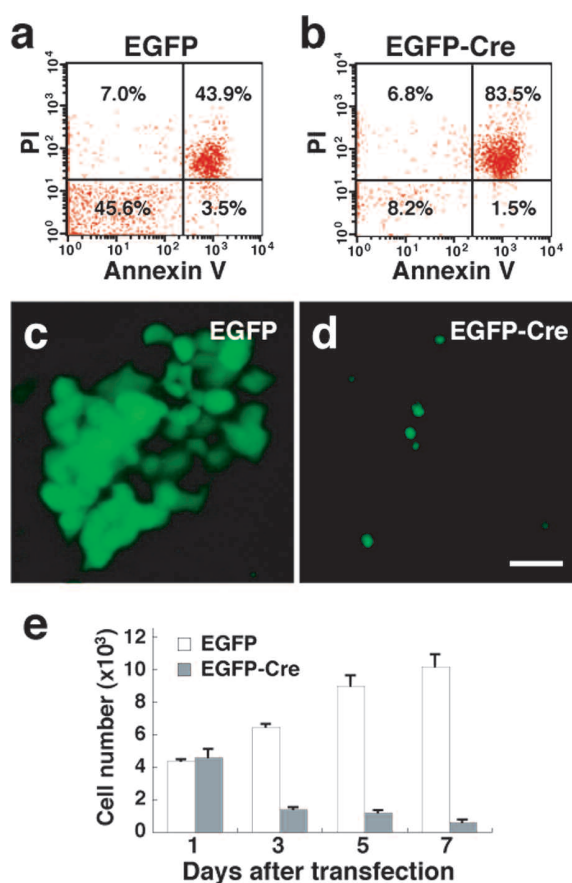 a EGFP
b EGFP-Cre
PI
10⁴
10³
10²
10¹
10⁰
7.0% 43.9%
45.6% 3.5%
10⁰ 10¹ 10² 10³ 10⁴
Annexin V
PI
10⁴
10³
10²
10¹
10⁰
6.8% 83.5%
8.2% 1.5%
10⁰ 10¹ 10² 10³ 10⁴
Annexin V
c EGFP
d EGFP-Cre
e
Cell number (x10³)
12
10
8
6
4
2
0
EGFP
EGFP-Cre
1 3 5 7
Days after transfection